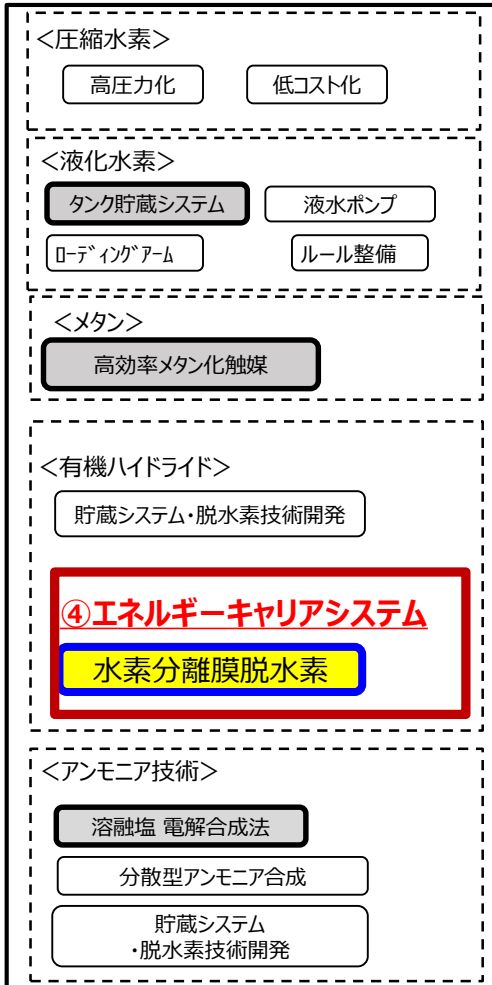 ＜圧縮水素＞
高圧力化
低コスト化
＜液化水素＞
タンク貯蔵システム
液水ポンプ
ﾛｰﾃﾞｨﾝｸﾞｱｰﾑ
ルール整備
＜メタン＞
高効率メタン化触媒
＜有機ハイドライド＞
貯蔵システム・脱水素技術開発
④エネルギーキャリアシステム
水素分離膜脱水素
＜アンモニア技術＞
溶融塩 電解合成法
分散型アンモニア合成
貯蔵システム
・脱水素技術開発